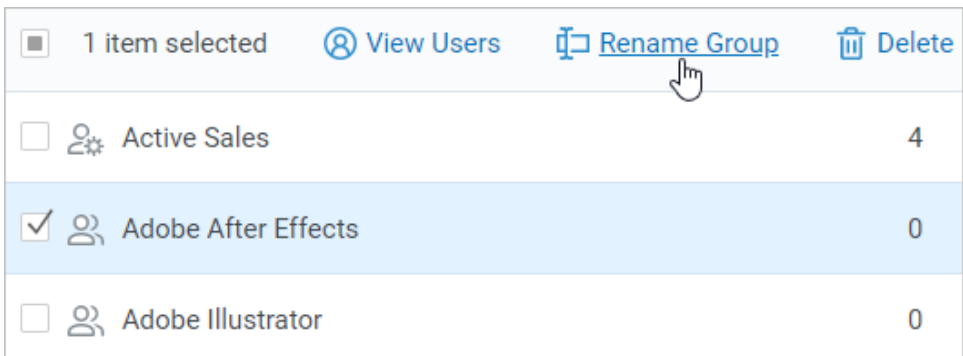 1 item selected View Users Rename Group Delete
Active Sales 4
Adobe After Effects 0
Adobe Illustrator 0